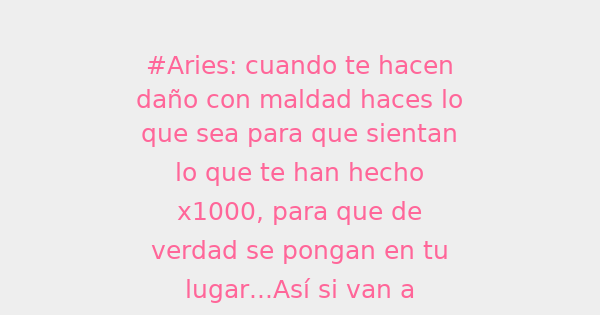 #Aries: cuando te hacen
daño con maldad haces lo
que sea para que sientan
lo que te han hecho
x1000, para que de
verdad se pongan en tu
lugar...Así si van a